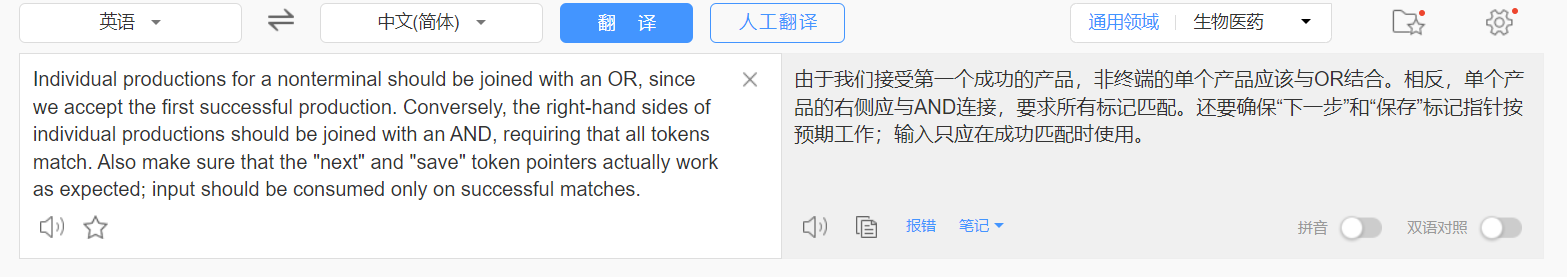 英语
中文(简体)
翻 译
人工翻译
通用领域
生物医药
Individual productions for a nonterminal should be joined with an OR, since
we accept the first successful production. Conversely, the right-hand sides of
individual productions should be joined with an AND, requiring that all tokens
match. Also make sure that the "next" and "save" token pointers actually work
as expected; input should be consumed only on successful matches.
由于我们接受第一个成功的产品，非终端的单个产品应该与OR结合。相反，单个产
品的右侧应与AND连接，要求所有标记匹配。还要确保“下一步”和“保存”标记指针按
预期工作；输入只应在成功匹配时使用。
报错
笔记
拼音
双语对照